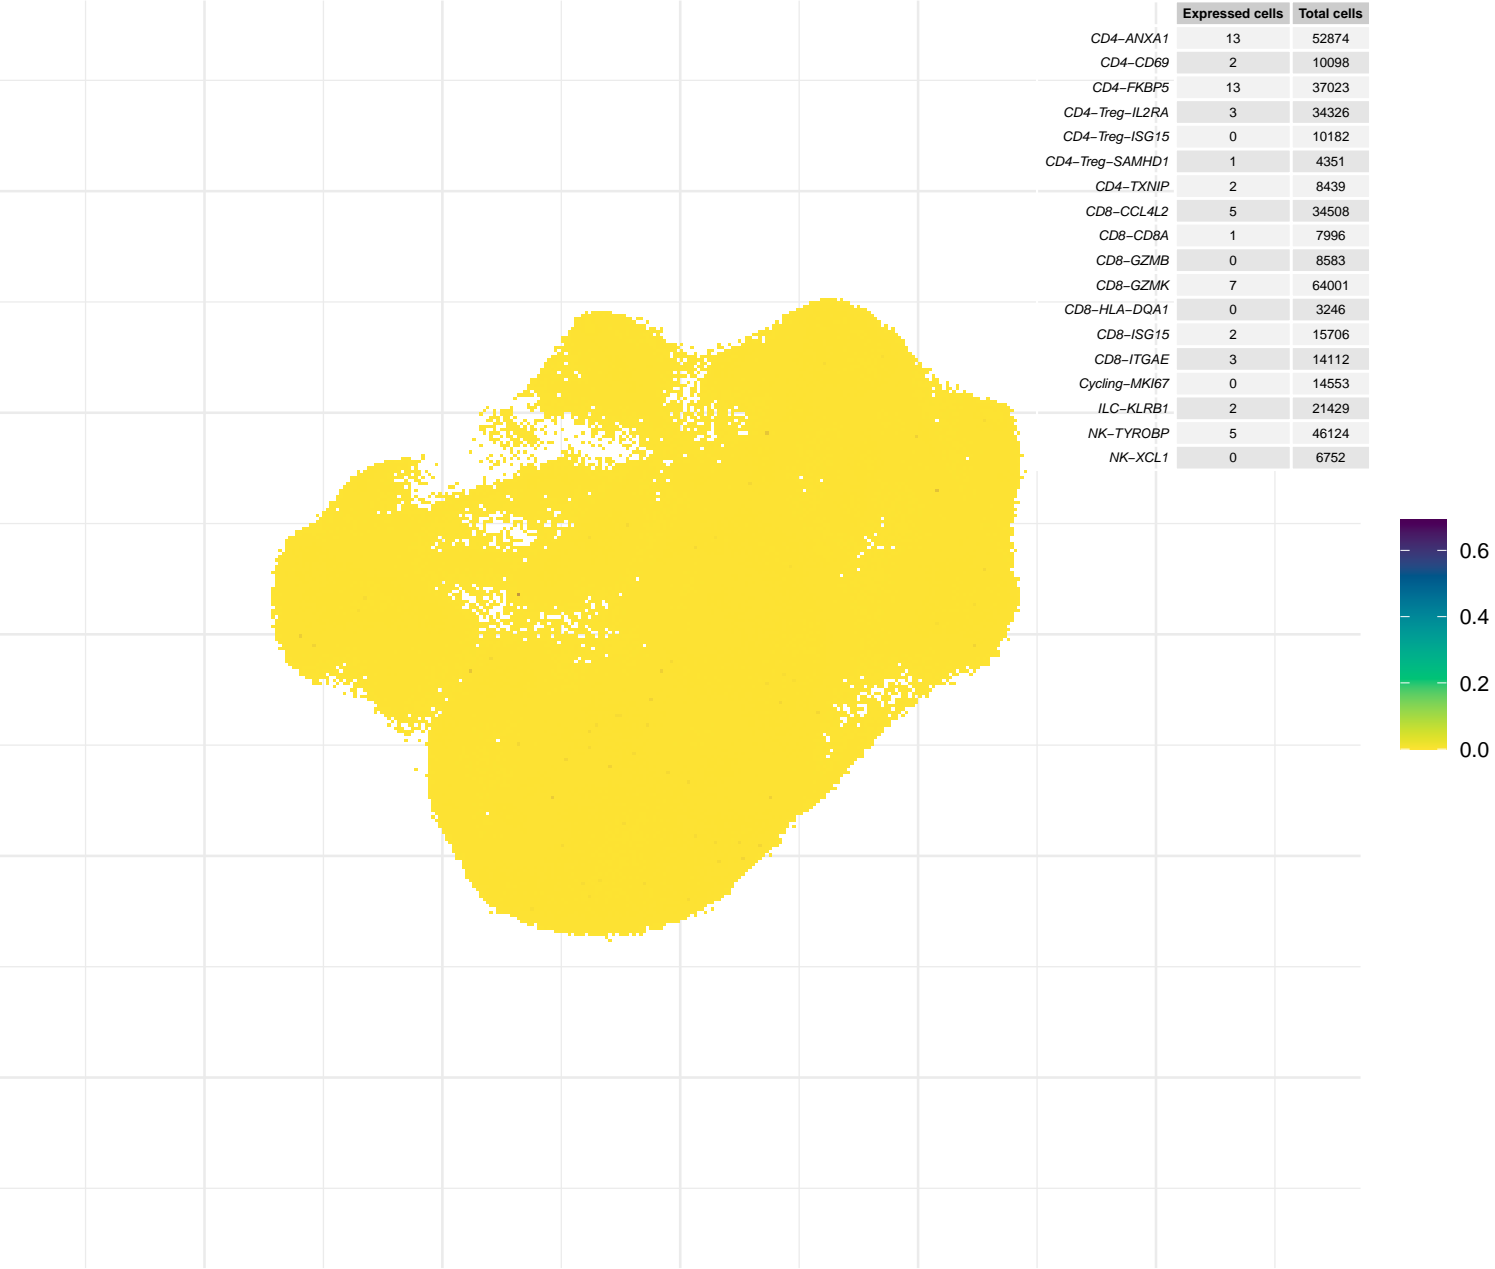 Expressed cells Total cells
CD4−ANXA1 13 52874
CD4−CD69 2 10098
CD4−FKBP5 13 37023
CD4−Treg−IL2RA 3 34326
CD4−Treg−ISG15 0 10182
CD4−Treg−SAMHD1 1 4351
CD4−TXNIP 2 8439
CD8−CCL4L2 5 34508
CD8−CD8A 1 7996
CD8−GZMB 0 8583
CD8−GZMK 7 64001
CD8−HLA−DQA1 0 3246
CD8−ISG15 2 15706
CD8−ITGAE 3 14112
Cycling−MKI67 0 14553
ILC−KLRB1 2 21429
NK−TYROBP 5 46124
NK−XCL1 0 6752
0.6
0.4
0.2
0.0